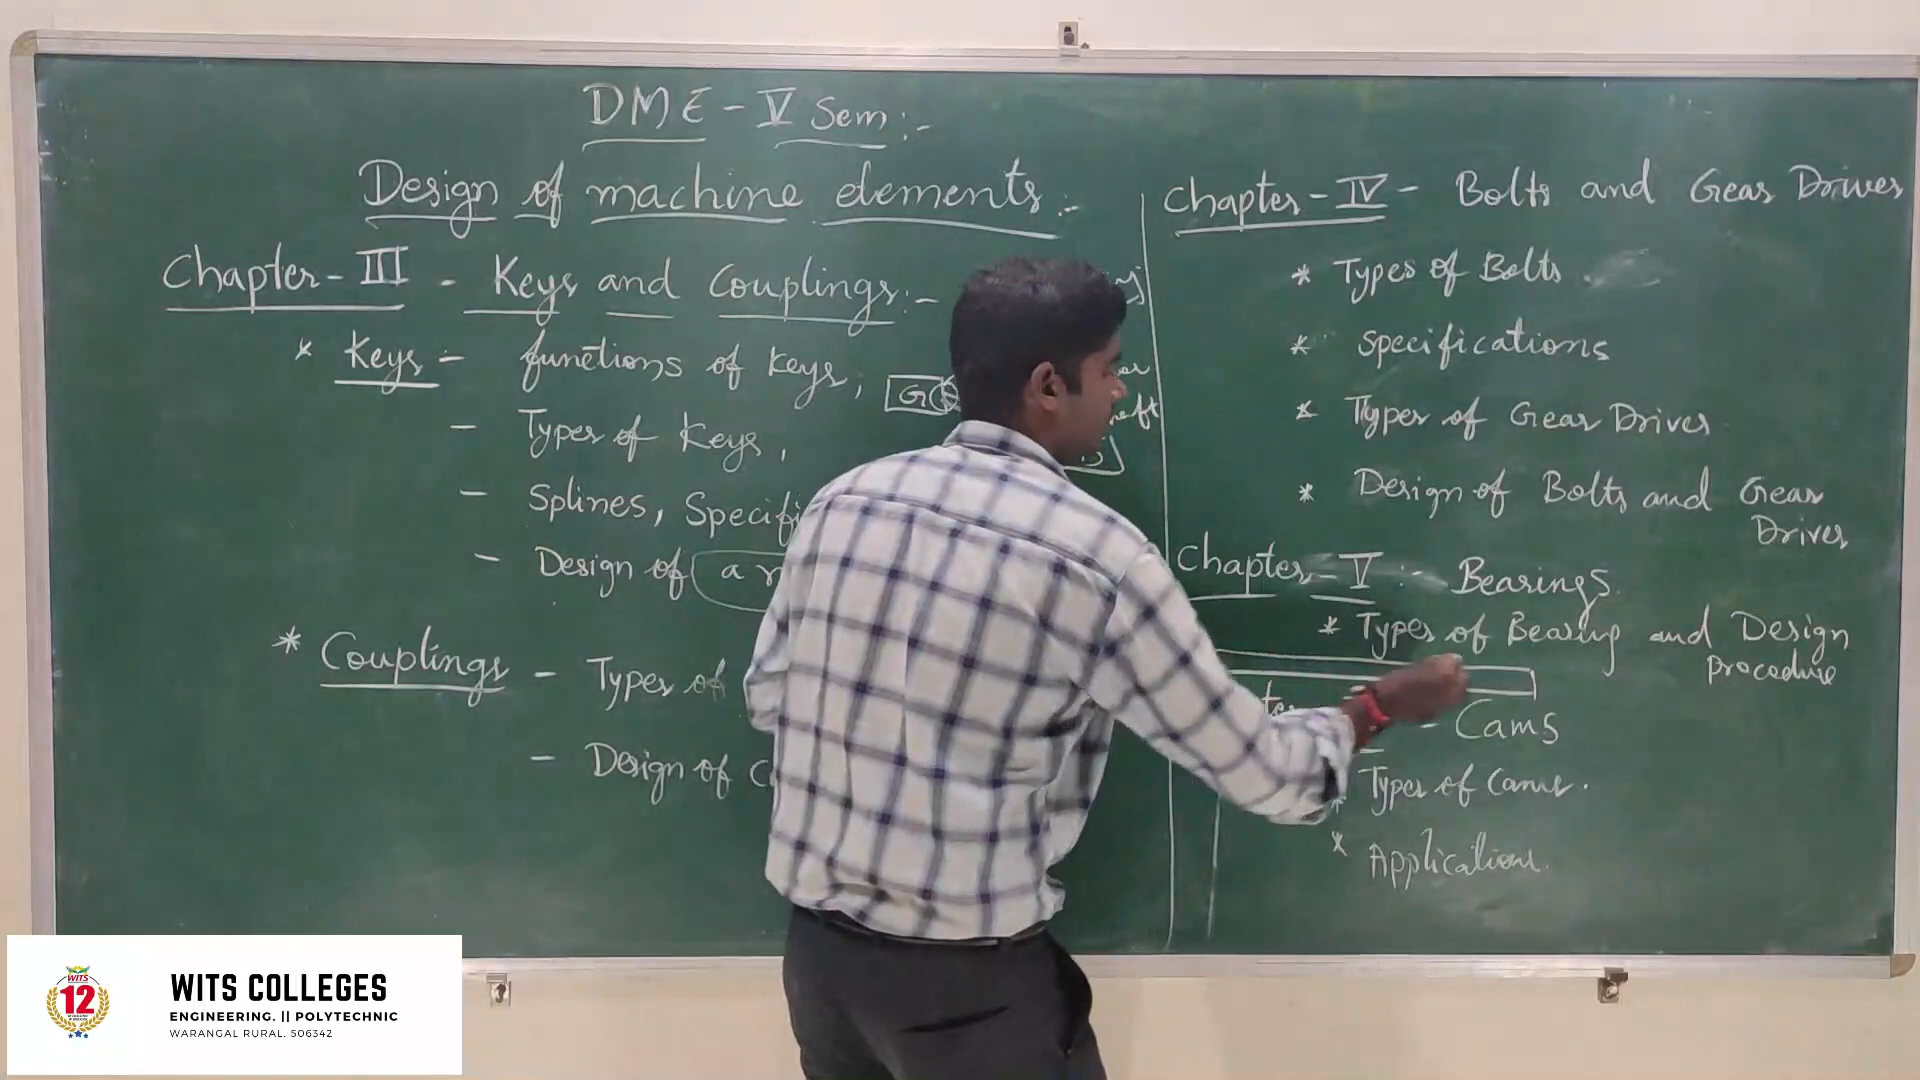 DME - V Sem :-
Design of machine elements :-
Chapter - III - Keys and Couplings :-
* Keys :- functions of keys,
- Types of Keys,
- Splines, Specifi
- Design of a
* Couplings - Types of
- Design of C
Chapter - IV - Bolts and Gear Drives
* Types of Bolts.
* Specifications
* Types of Gear Drives
* Design of Bolts and Gear
Drives
Chapter - V :- Bearings
* Types of Bearing and Design
procedure
- Cams
* Types of Cams.
* Applications.
WITS
12
WITS COLLEGES
ENGINEERING. || POLYTECHNIC
WARANGAL RURAL. 506342